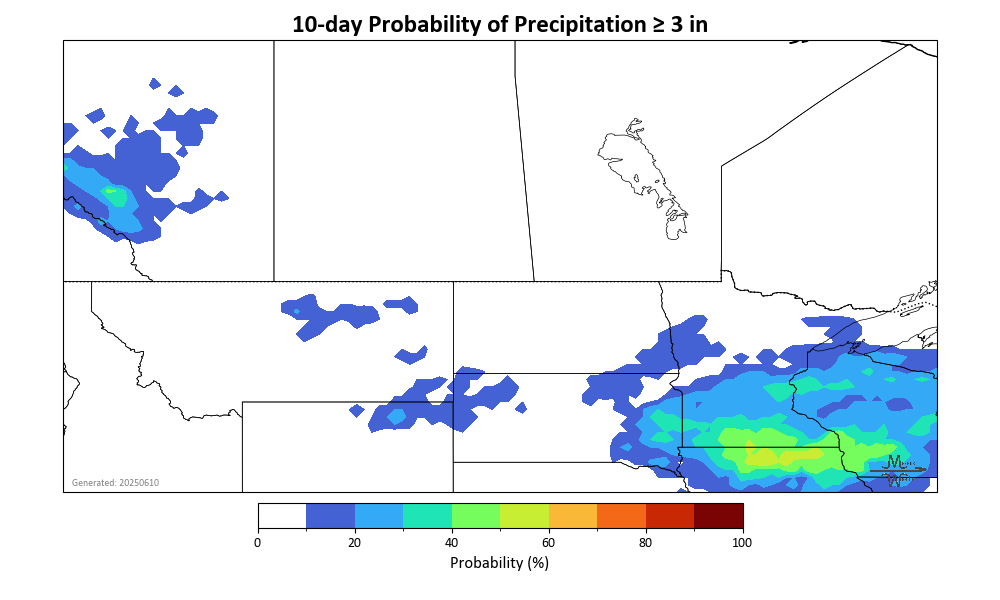 10-day Probability of Precipitation ≥ 3 in
Generated: 20250610
0 20 40 60 80 100
Probability (%)